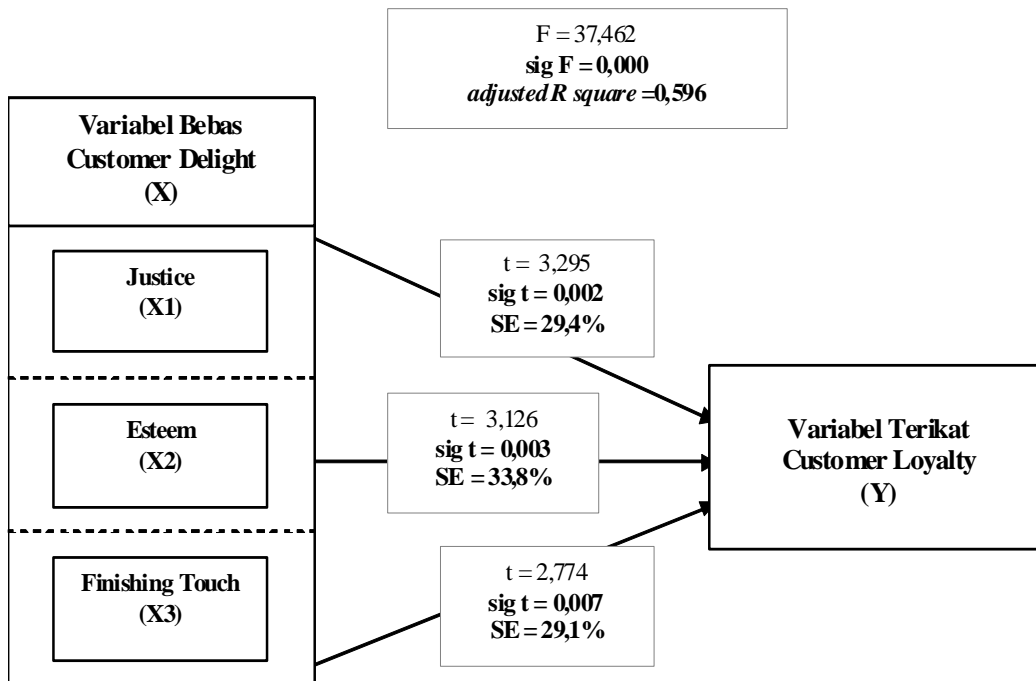 F = 37,462
sig F = 0,000
adjusted R square =0,596
Variabel Bebas
Customer Delight
(X)
Justice
(X1)
t = 3,295
sig t = 0,002
SE = 29,4%
Esteem
(X2)
t = 3,126
sig t = 0,003
SE = 33,8%
Variabel Terikat
Customer Loyalty
(Y)
Finishing Touch
(X3)
t = 2,774
sig t = 0,007
SE = 29,1%